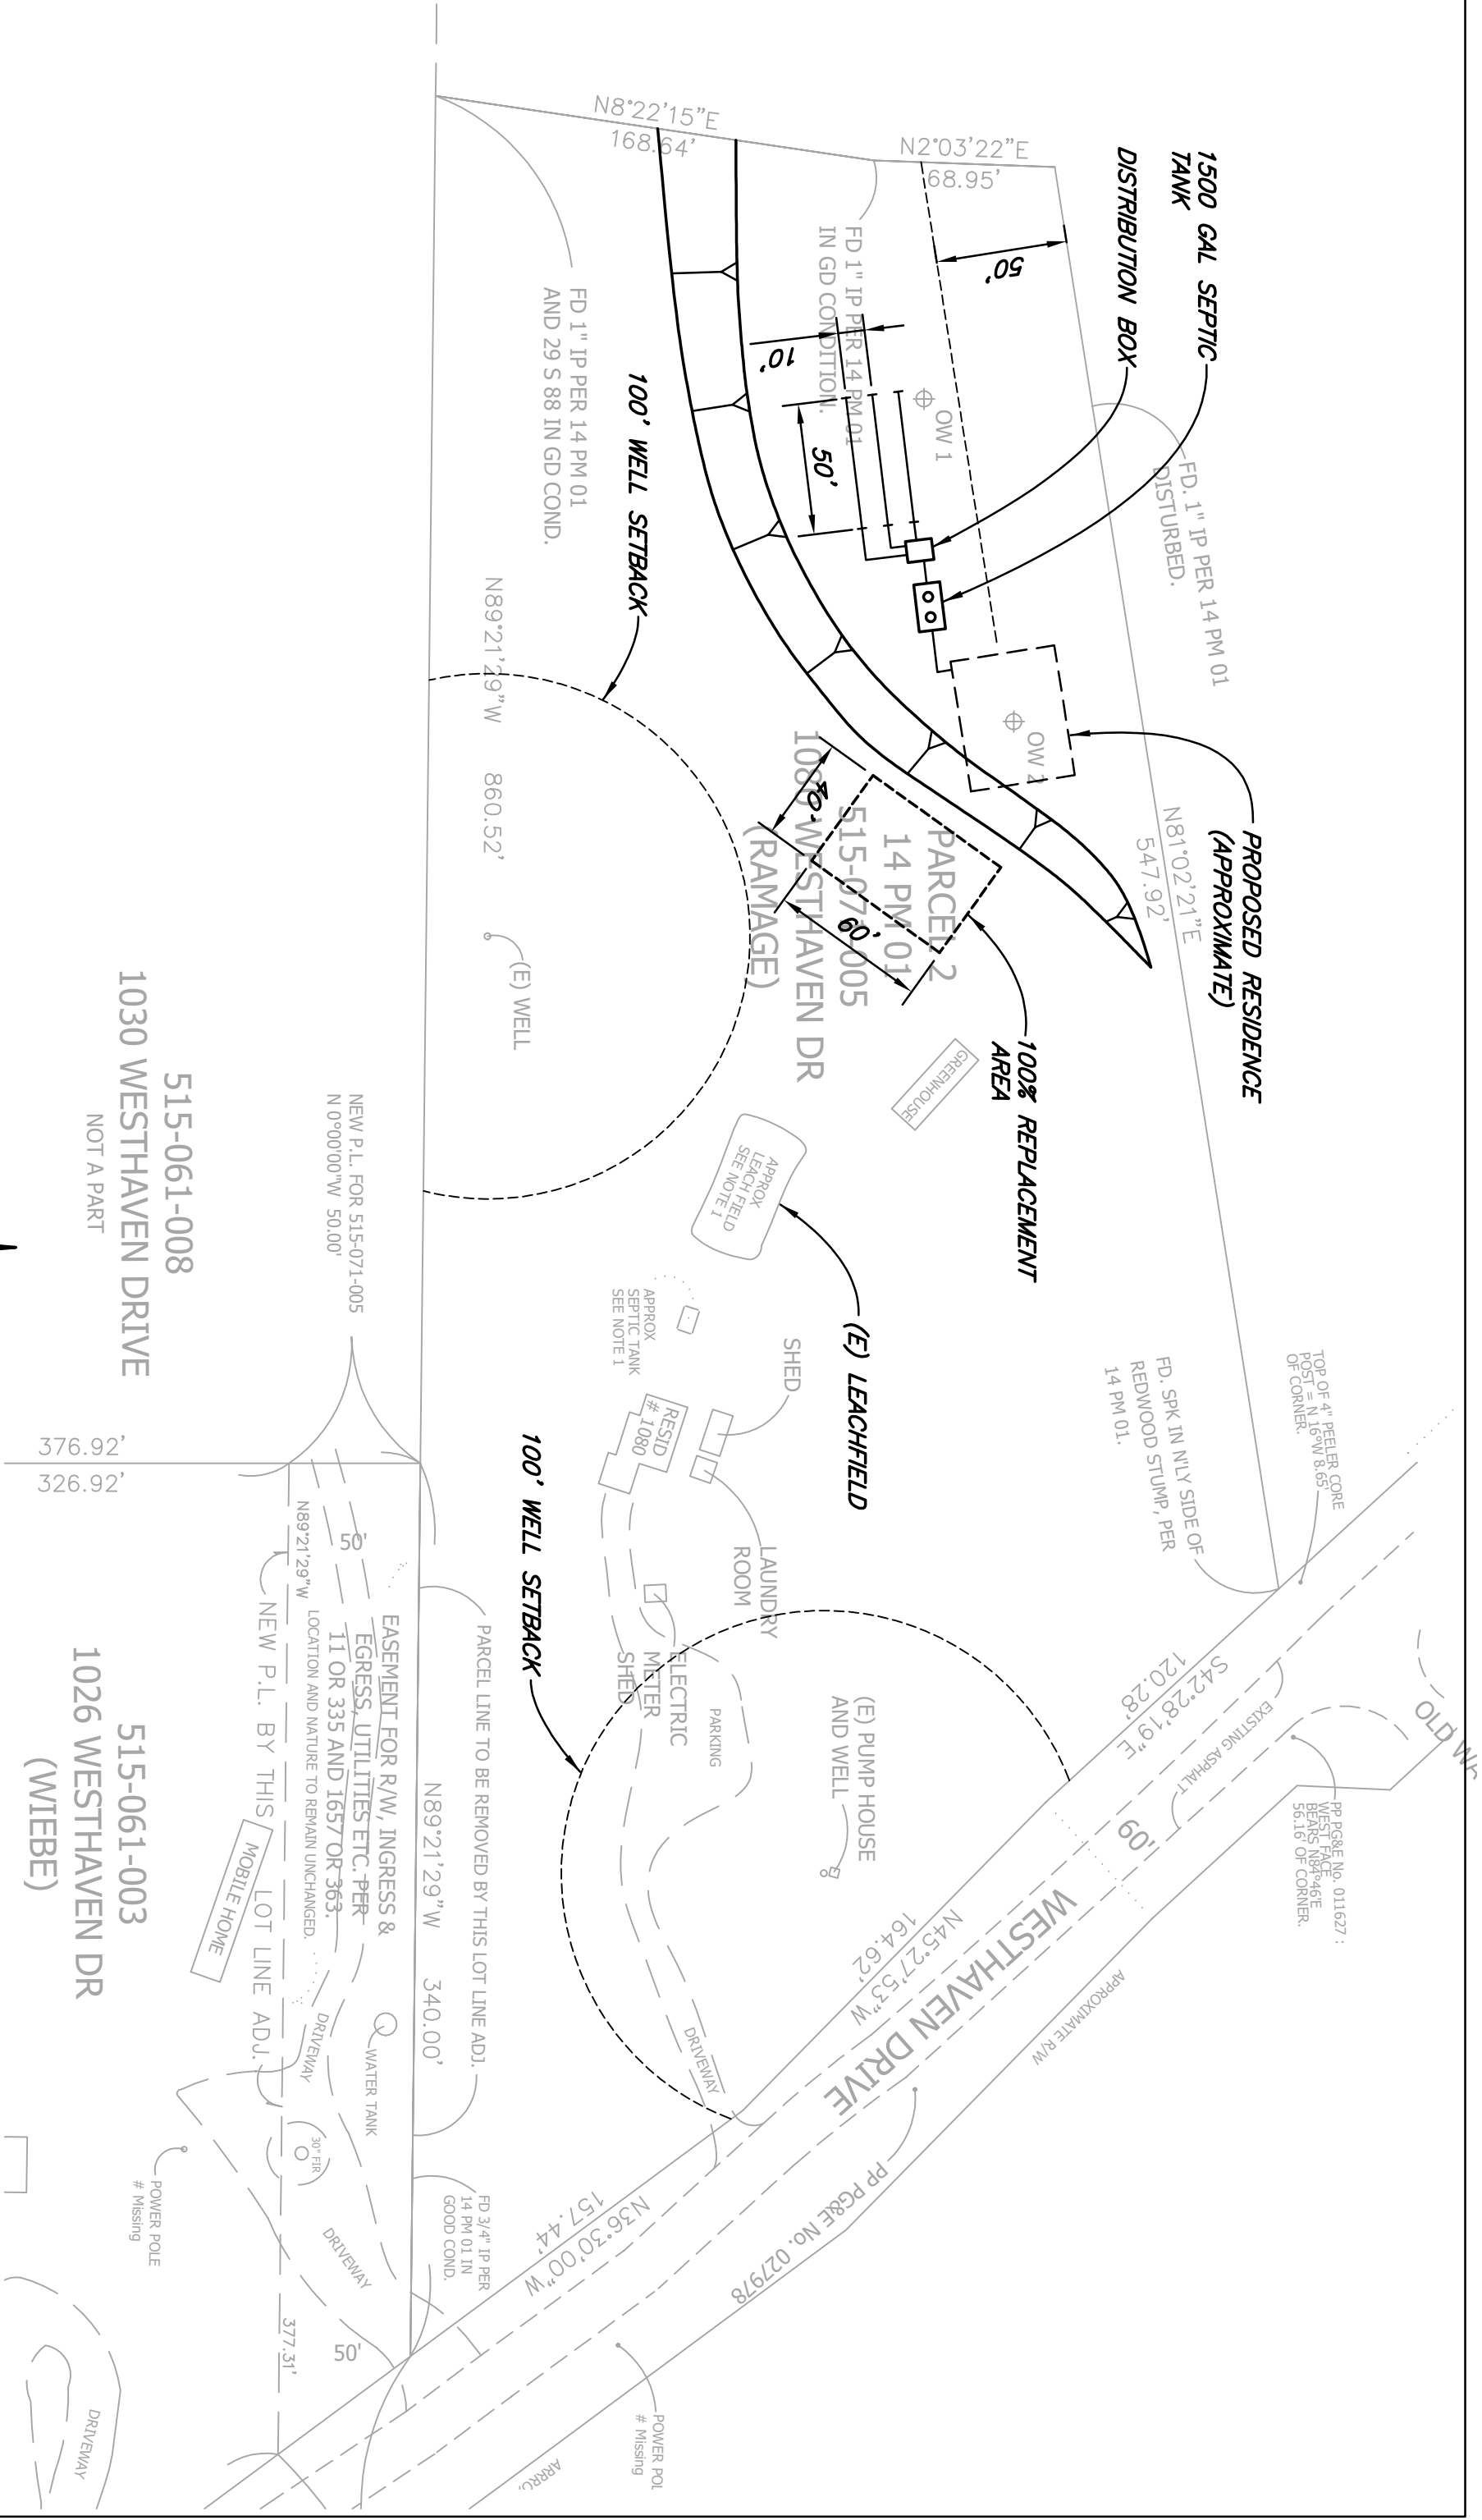 1500 GAL SEPTIC
TANK
DISTRIBUTION BOX
N8°22'15"E
168.64'
N2°03'22"E
68.95'
50'
FD 1" IP PER 14 PM 01
IN GD CONDITION.
10'
50'
OW 1
FD. 1" IP PER 14 PM 01
DISTURBED.
FD 1" IP PER 14 PM 01
AND 29 S 88 IN GD COND.
100' WELL SETBACK
N89°21'29"W 860.52'
OW 2
PROPOSED RESIDENCE
(APPROXIMATE)
N81°02'21"E
547.92'
PARCEL 2
14 PM 01
515-071-005
1080 WESTHAVEN DR
(RAMAGE)
60'
100% REPLACEMENT
AREA
(E) WELL
GREENHOUSE
APPROX
LEACH FIELD
SEE NOTE 1
(E) LEACHFIELD
515-061-008
1030 WESTHAVEN DRIVE
NOT A PART
NEW P.L. FOR 515-071-005
N 0°00'00"W 50.00'
APPROX
SEPTIC TANK
SEE NOTE 1
SHED
RESID
# 1080
TOP OF 4" PEELER CORE
POST = N 16°W 8.65'
OF CORNER.
FD. SPK IN N'LY SIDE OF
REDWOOD STUMP, PER
14 PM 01.
376.92'
326.92'
100' WELL SETBACK
LAUNDRY
ROOM
ELECTRIC
METER
SHED
PARKING
(E) PUMP HOUSE
AND WELL
S42°28'19"E
120.28'
EXISTING ASPHALT
PP PG&E No. 011627 :
WEST FACE
BEARS N84°46'E
56.16' OF CORNER.
60'
WESTHAVEN DRIVE
N45°27'53"W
164.62'
APPROXIMATE R/W
N89°21'29"W
50'
PARCEL LINE TO BE REMOVED BY THIS LOT LINE ADJ.
N89°21'29"W 340.00'
EASEMENT FOR R/W, INGRESS &
EGRESS, UTILITIES ETC. PER
11 OR 335 AND 1657 OR 363.
LOCATION AND NATURE TO REMAIN UNCHANGED.
NEW P.L. BY THIS LOT LINE ADJ.
MOBILE HOME
515-061-003
1026 WESTHAVEN DR
(WIEBE)
DRIVEWAY
WATER TANK
DRIVEWAY
30" FIR
POWER POLE
# Missing
DRIVEWAY
FD 3/4" IP PER
14 PM 01 IN
GOOD COND.
N36°30'00"W
157.44'
PP PG&E No. 027978
377.31'
50'
POWER POL
# Missing
DRIVEWAY